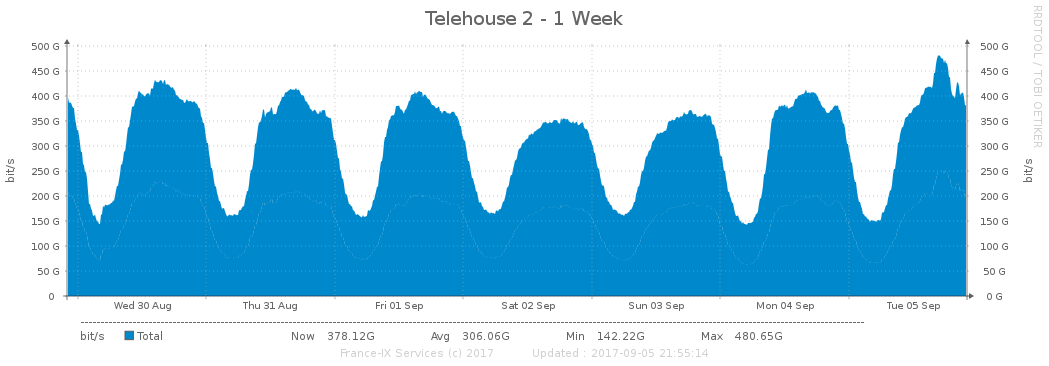 Telehouse 2 - 1 Week
RRDTOOL / TOBI OETIKER
500 G 500 G
450 G 450 G
400 G 400 G
350 G 350 G
300 G 300 G
250 G 250 G
200 G 200 G
150 G 150 G
100 G 100 G
50 G 50 G
0 0 G
bit/s bit/s
Wed 30 Aug Thu 31 Aug Fri 01 Sep Sat 02 Sep Sun 03 Sep Mon 04 Sep Tue 05 Sep
bit/s Total Now 378.12G Avg 306.06G Min 142.22G Max 480.65G
France-IX Services (c) 2017 Updated : 2017-09-05 21:55:14